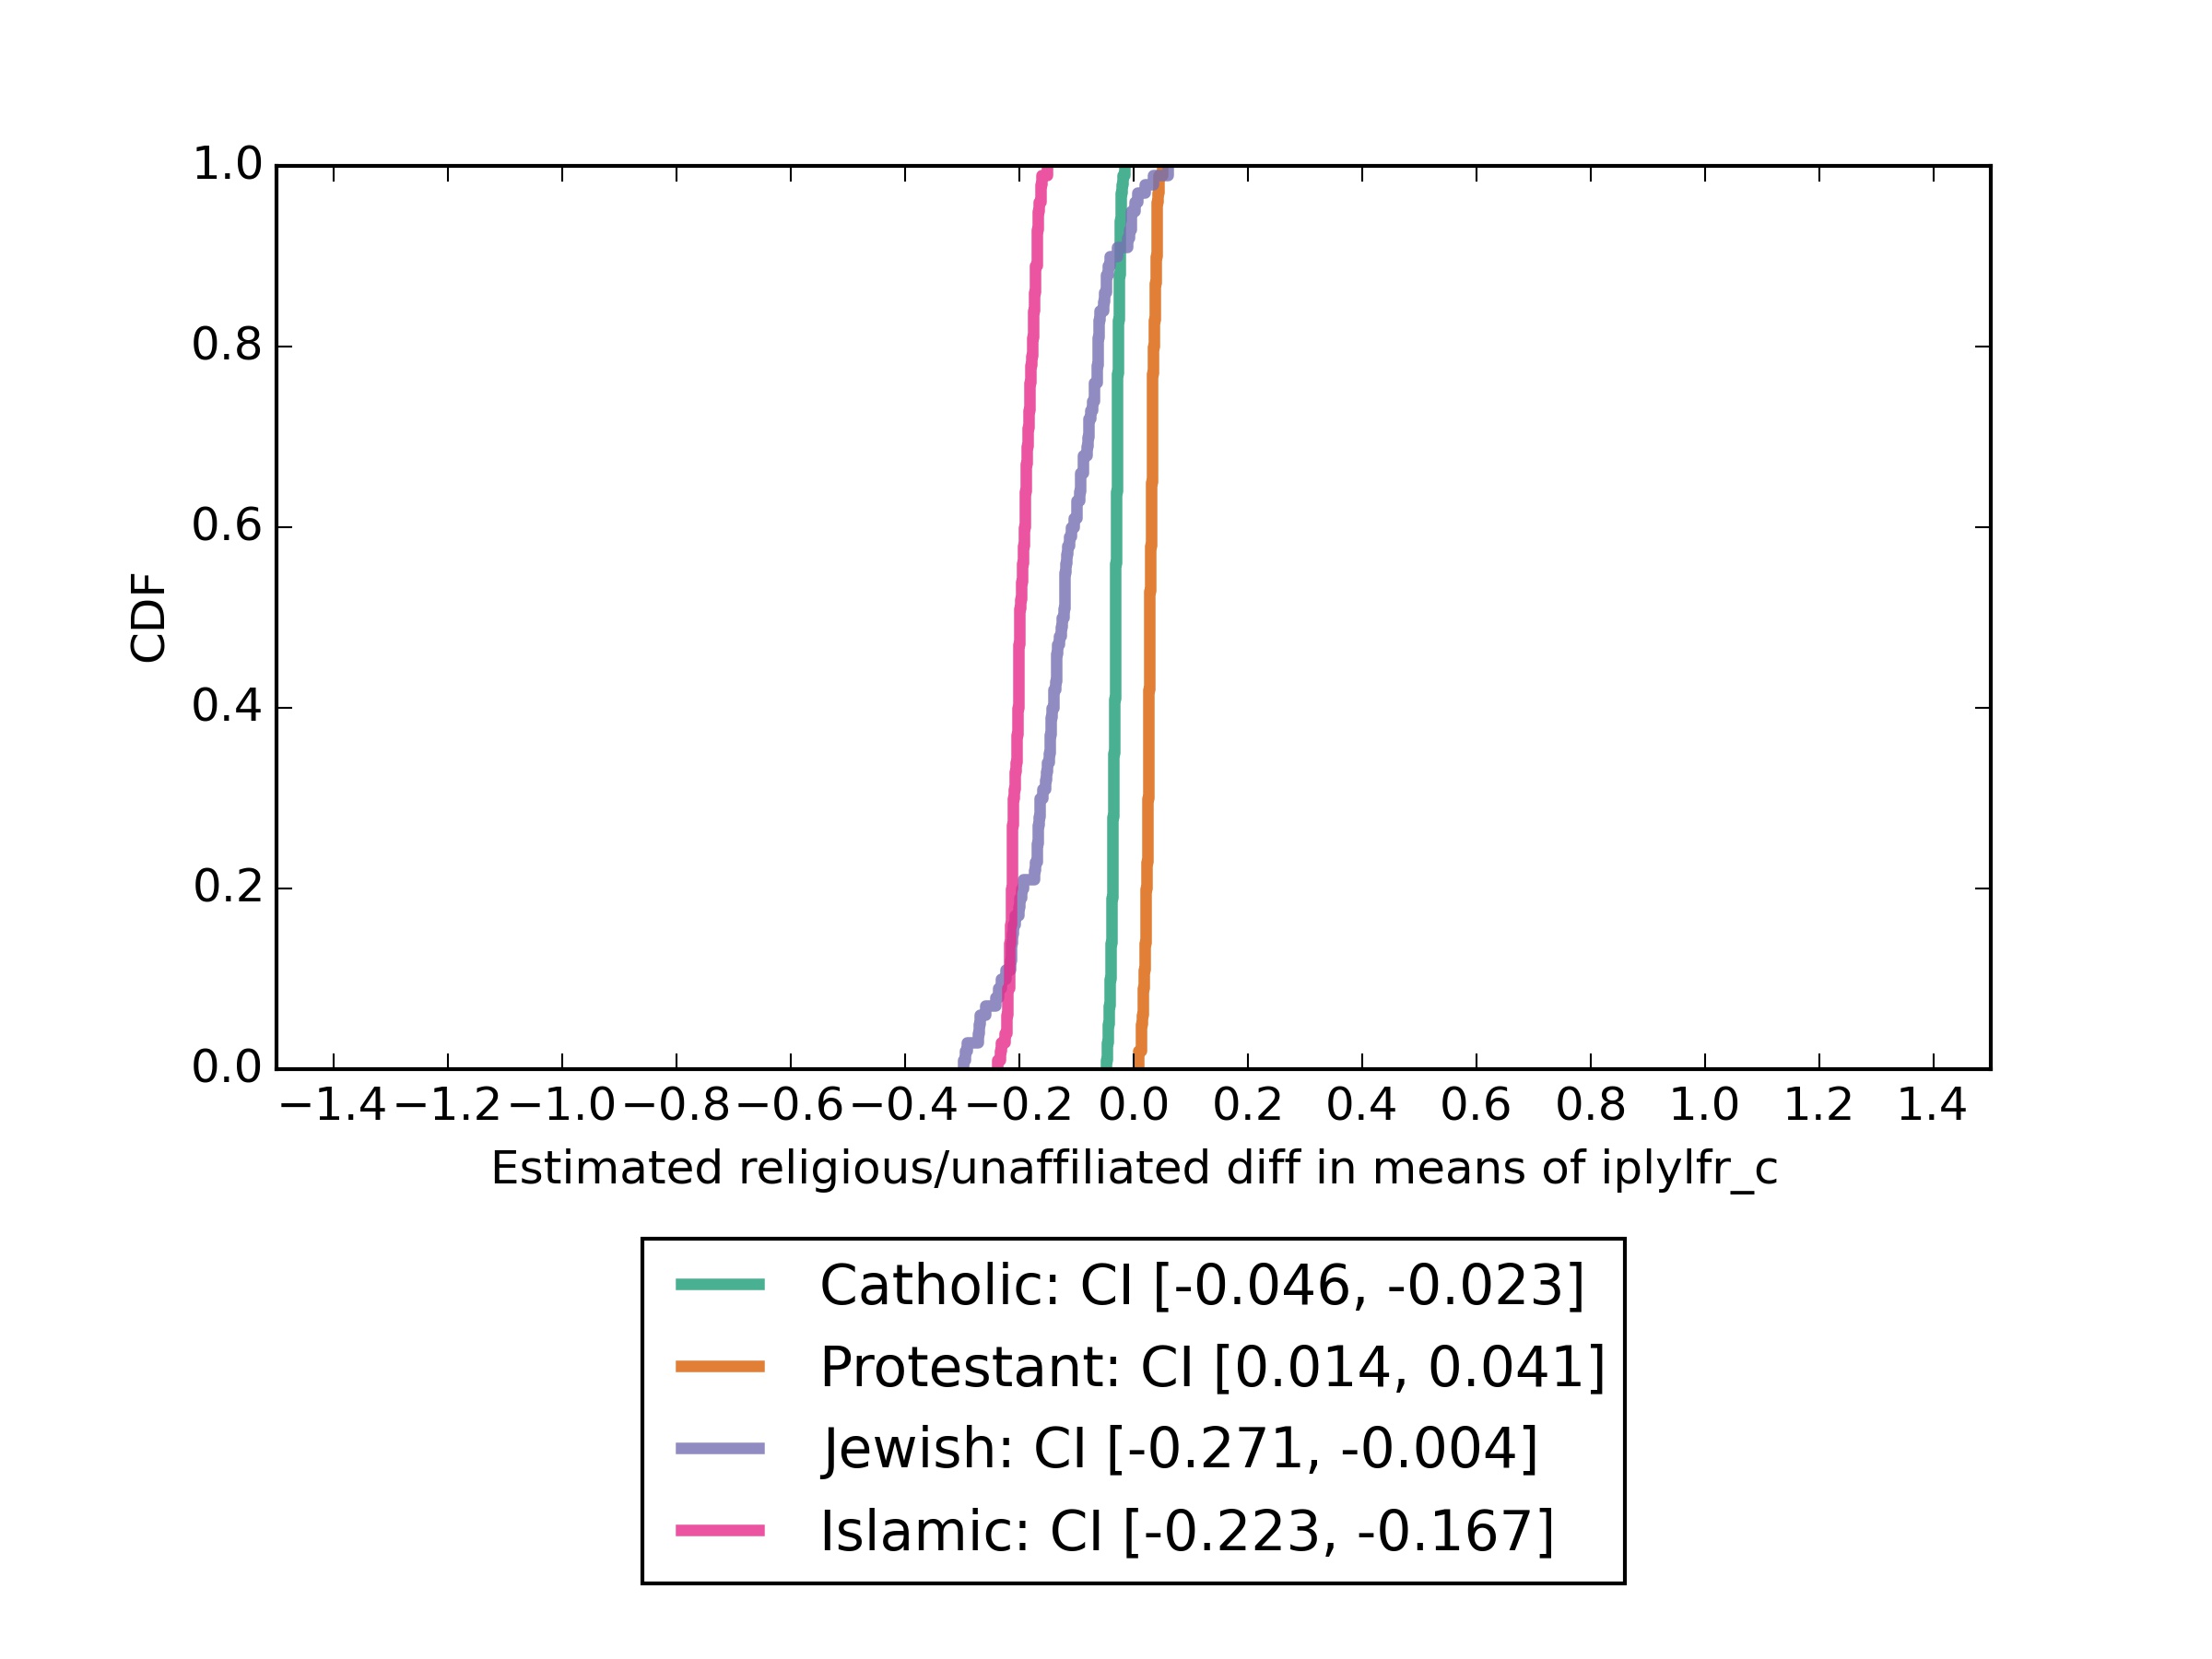 1.0
0.8
0.6
0.4
0.2
0.0
CDF
−1.4 −1.2 −1.0 −0.8 −0.6 −0.4 −0.2 0.0 0.2 0.4 0.6 0.8 1.0 1.2 1.4
Estimated religious/unaffiliated diff in means of iplylfr_c
Catholic: CI [-0.046, -0.023]
Protestant: CI [0.014, 0.041]
Jewish: CI [-0.271, -0.004]
Islamic: CI [-0.223, -0.167]